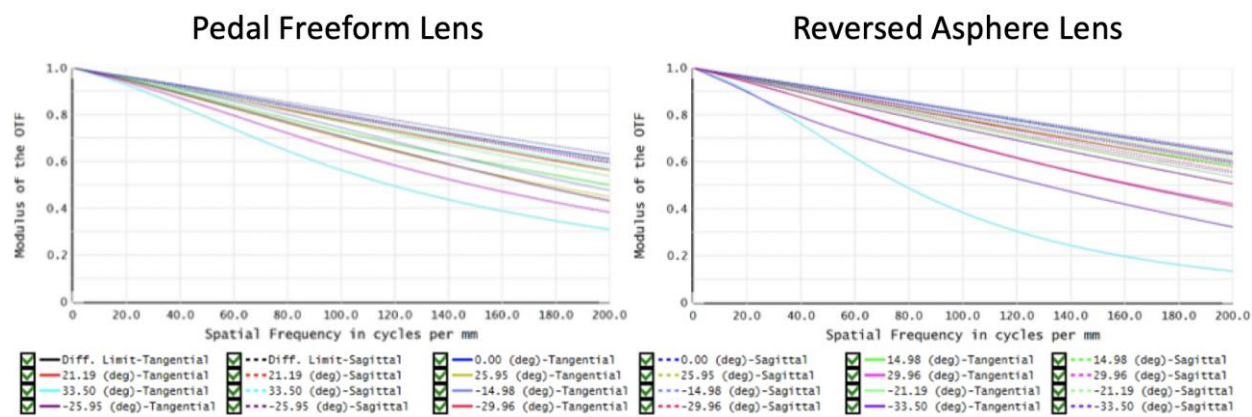 Pedal Freeform Lens
Reversed Asphere Lens
1.0
0.8
0.6
0.4
0.2
0
Modulus of the OTF
0.0 20.0 40.0 60.0 80.0 100.0 120.0 140.0 160.0 180.0 200.0
Spatial Frequency in cycles per mm
1.0
0.8
0.6
0.4
0.2
0
Modulus of the OTF
0.0 20.0 40.0 60.0 80.0 100.0 120.0 140.0 160.0 180.0 200.0
Spatial Frequency in cycles per mm
Diff. Limit-Tangential Diff. Limit-Sagittal 0.00 (deg)-Tangential 0.00 (deg)-Sagittal 14.98 (deg)-Tangential 14.98 (deg)-Sagittal
21.19 (deg)-Tangential 21.19 (deg)-Sagittal 25.95 (deg)-Tangential 25.95 (deg)-Sagittal 29.96 (deg)-Tangential 29.96 (deg)-Sagittal
33.50 (deg)-Tangential 33.50 (deg)-Sagittal -14.98 (deg)-Tangential -14.98 (deg)-Sagittal -21.19 (deg)-Tangential -21.19 (deg)-Sagittal
-25.95 (deg)-Tangential -25.95 (deg)-Sagittal -29.96 (deg)-Tangential -29.96 (deg)-Sagittal -33.50 (deg)-Tangential -33.50 (deg)-Sagittal